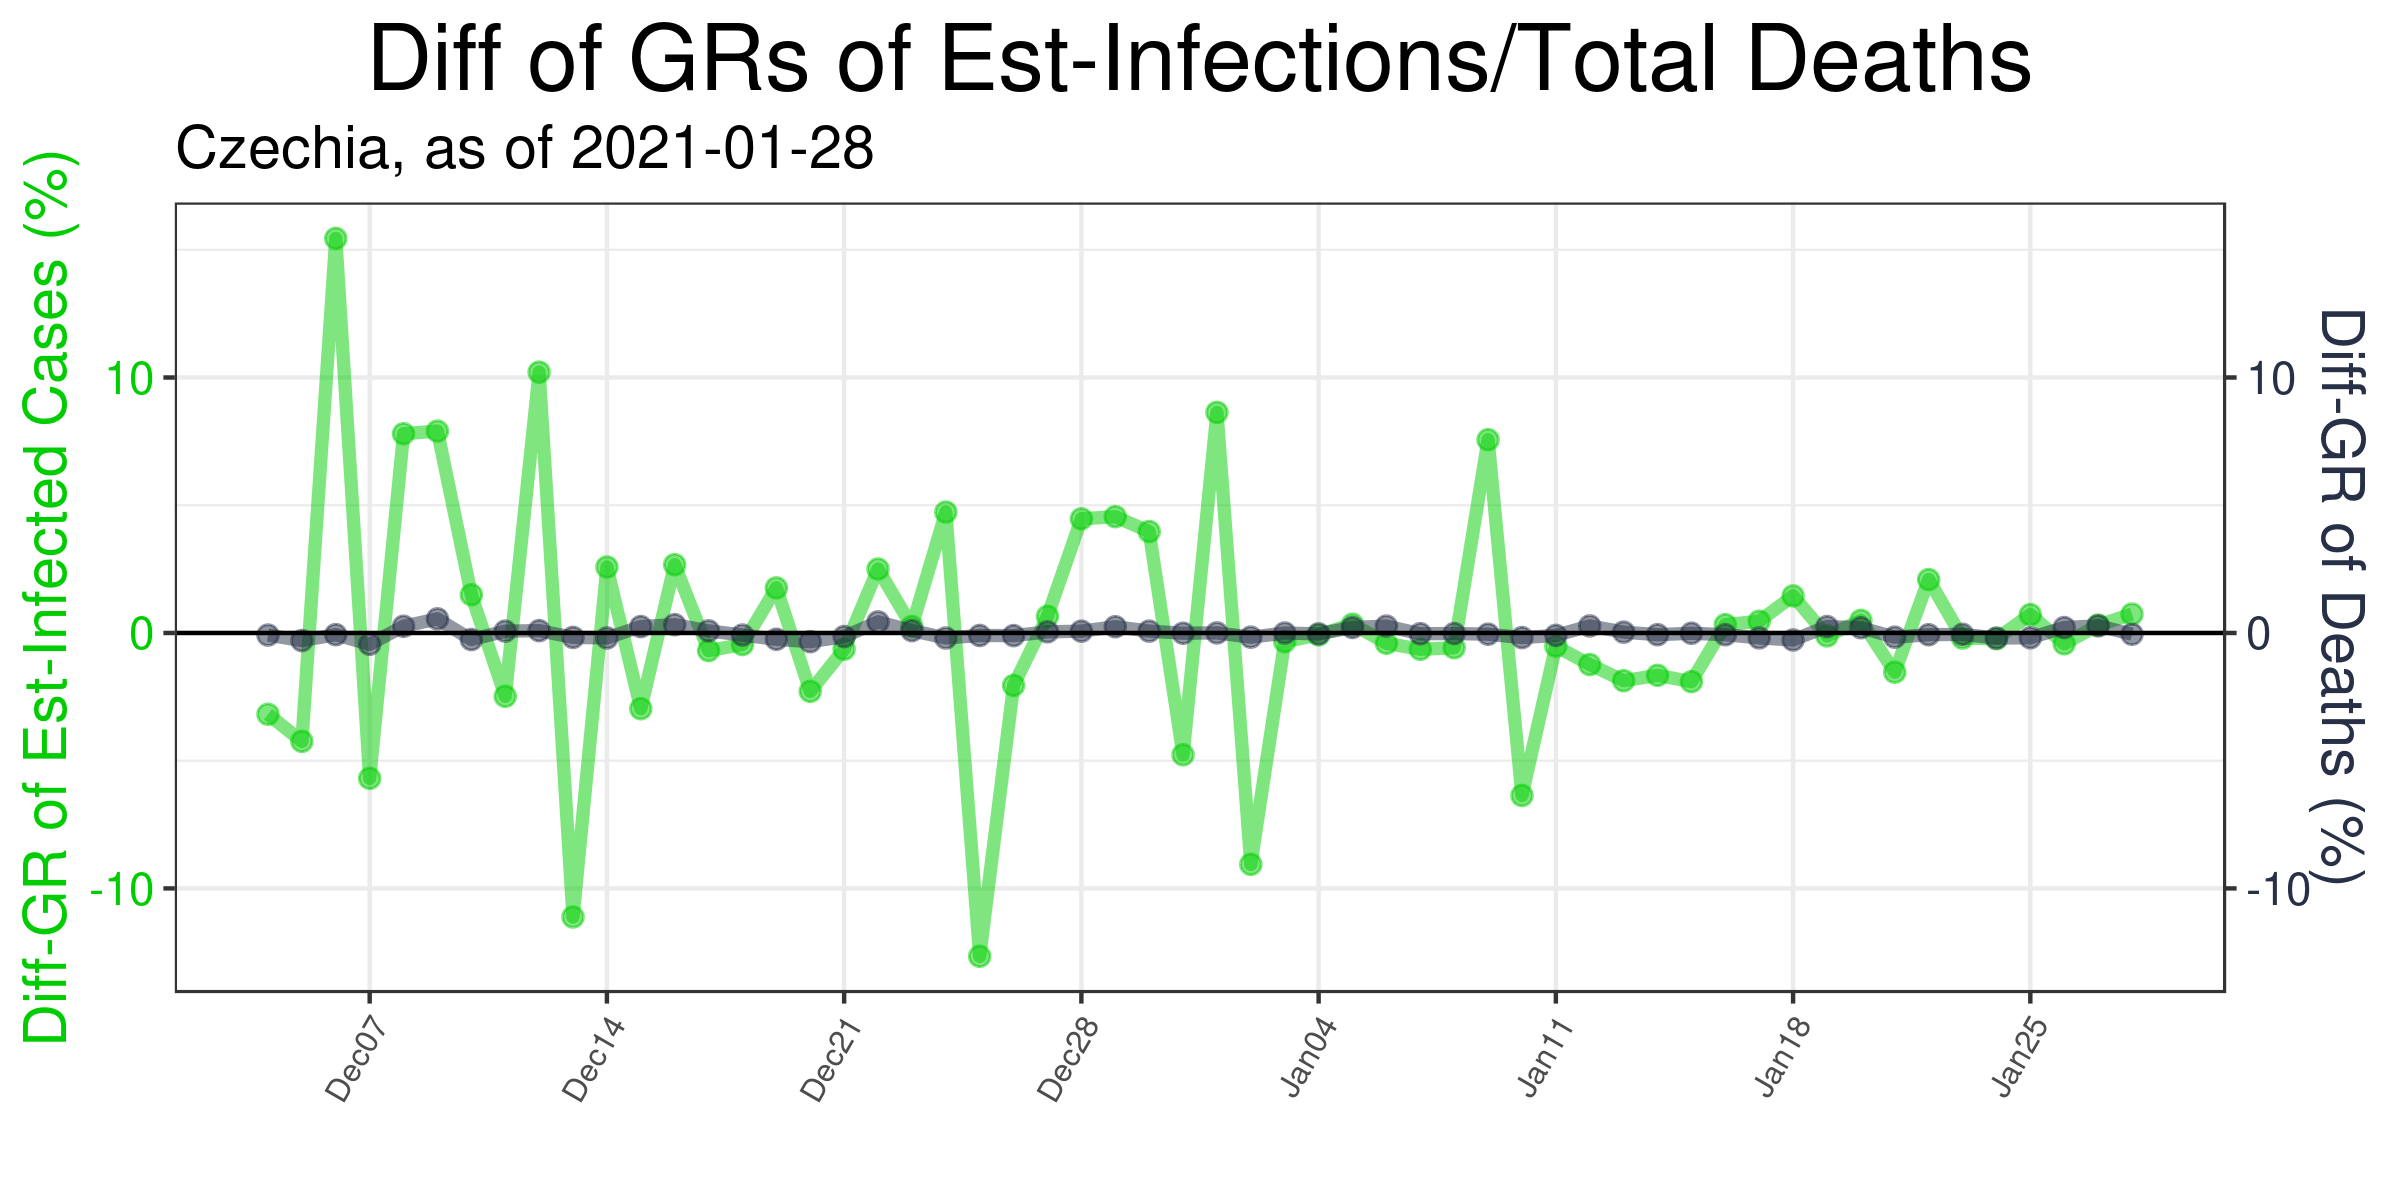 Diff of GRs of Est-Infections/Total Deaths
Czechia, as of 2021-01-28
Diff-GR of Est-Infected Cases (%)
10
0
-10
10
0
-10
Diff-GR of Deaths (%)
Dec07
Dec14
Dec21
Dec28
Jan04
Jan11
Jan18
Jan25